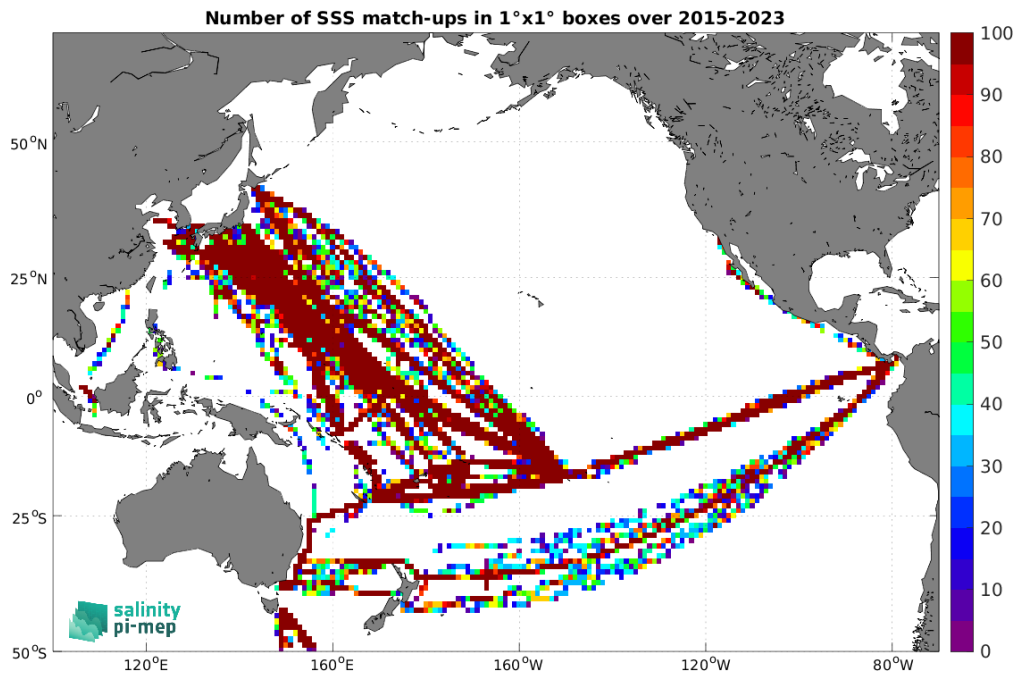 Number of SSS match-ups in 1°x1° boxes over 2015-2023
100
90
80
70
60
50
40
30
20
10
0
50°N
25°N
0°
25°S
50°S
120°E
160°E
160°W
120°W
80°W
salinity
pi-mep